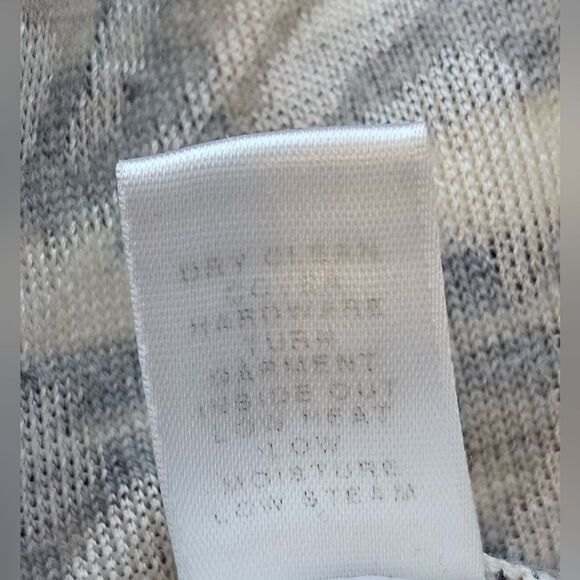 DRY CLEAN
HARDWARE
TURN
GARMENT
INSIDE OUT
LOW HEAT
LOW
MOISTURE
LOW STEAM